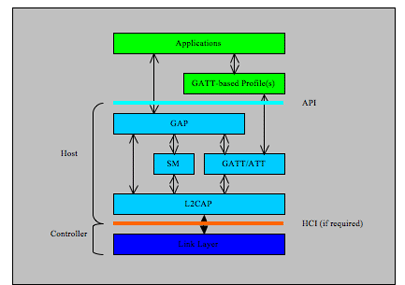 Applications
GATT-based Profile(s)
API
GAP
Host
SM
GATT/ATT
L2CAP
HCI (if required)
Controller
Link Layer